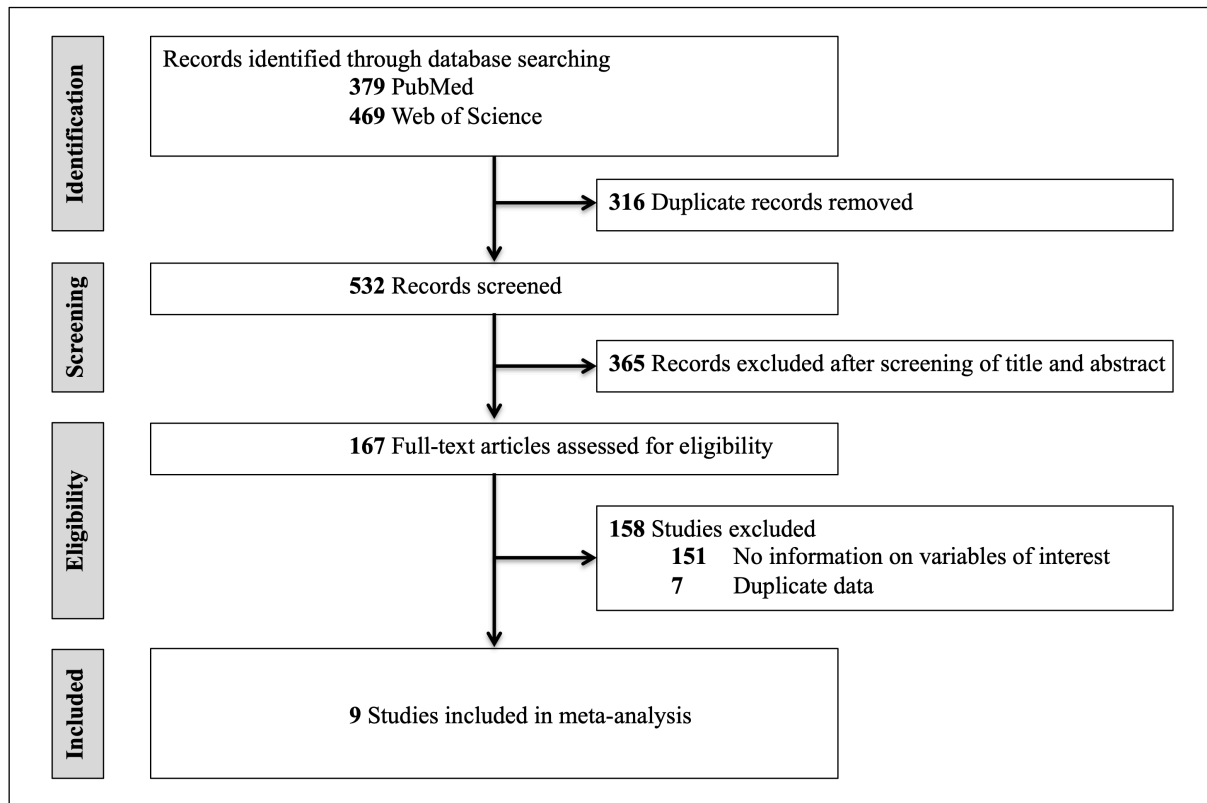 Identification
Records identified through database searching
379 PubMed
469 Web of Science
316 Duplicate records removed
Screening
532 Records screened
365 Records excluded after screening of title and abstract
Eligibility
167 Full-text articles assessed for eligibility
158 Studies excluded
151 No information on variables of interest
7 Duplicate data
Included
9 Studies included in meta-analysis